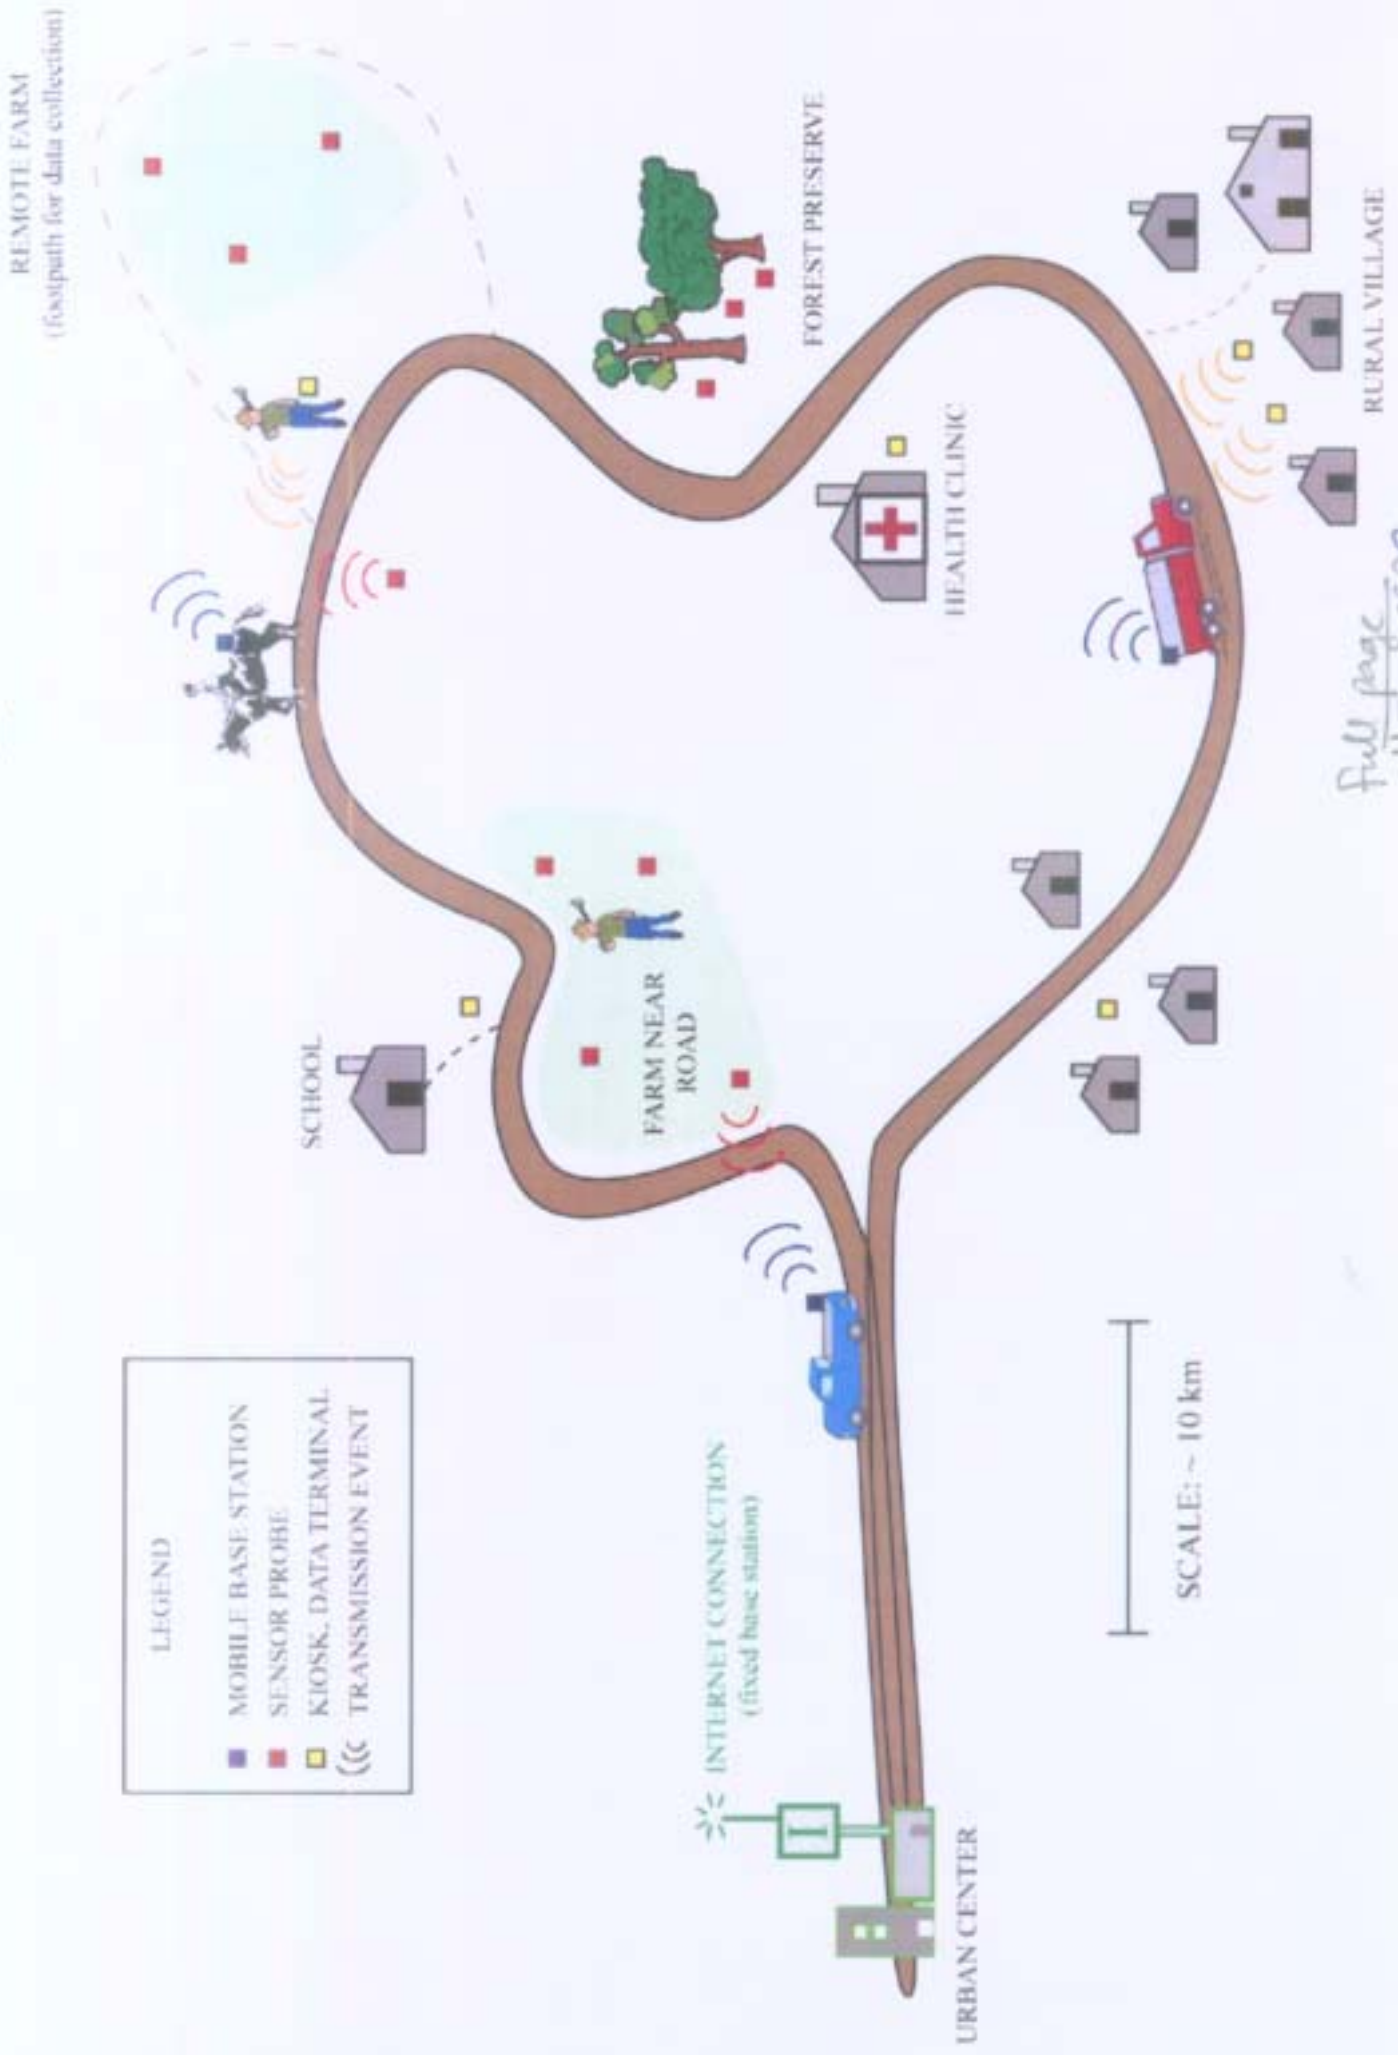 REMOTE FARM
(footpath for data collection)
LEGEND
MOBILE BASE STATION
SENSOR PROBE
KIOSK, DATA TERMINAL
TRANSMISSION EVENT
SCHOOL
FARM NEAR
ROAD
FOREST PRESERVE
INTERNET CONNECTION
(fixed base station)
I
HEALTH CLINIC
URBAN CENTER
SCALE: ~ 10 km
RURAL VILLAGE
Full page